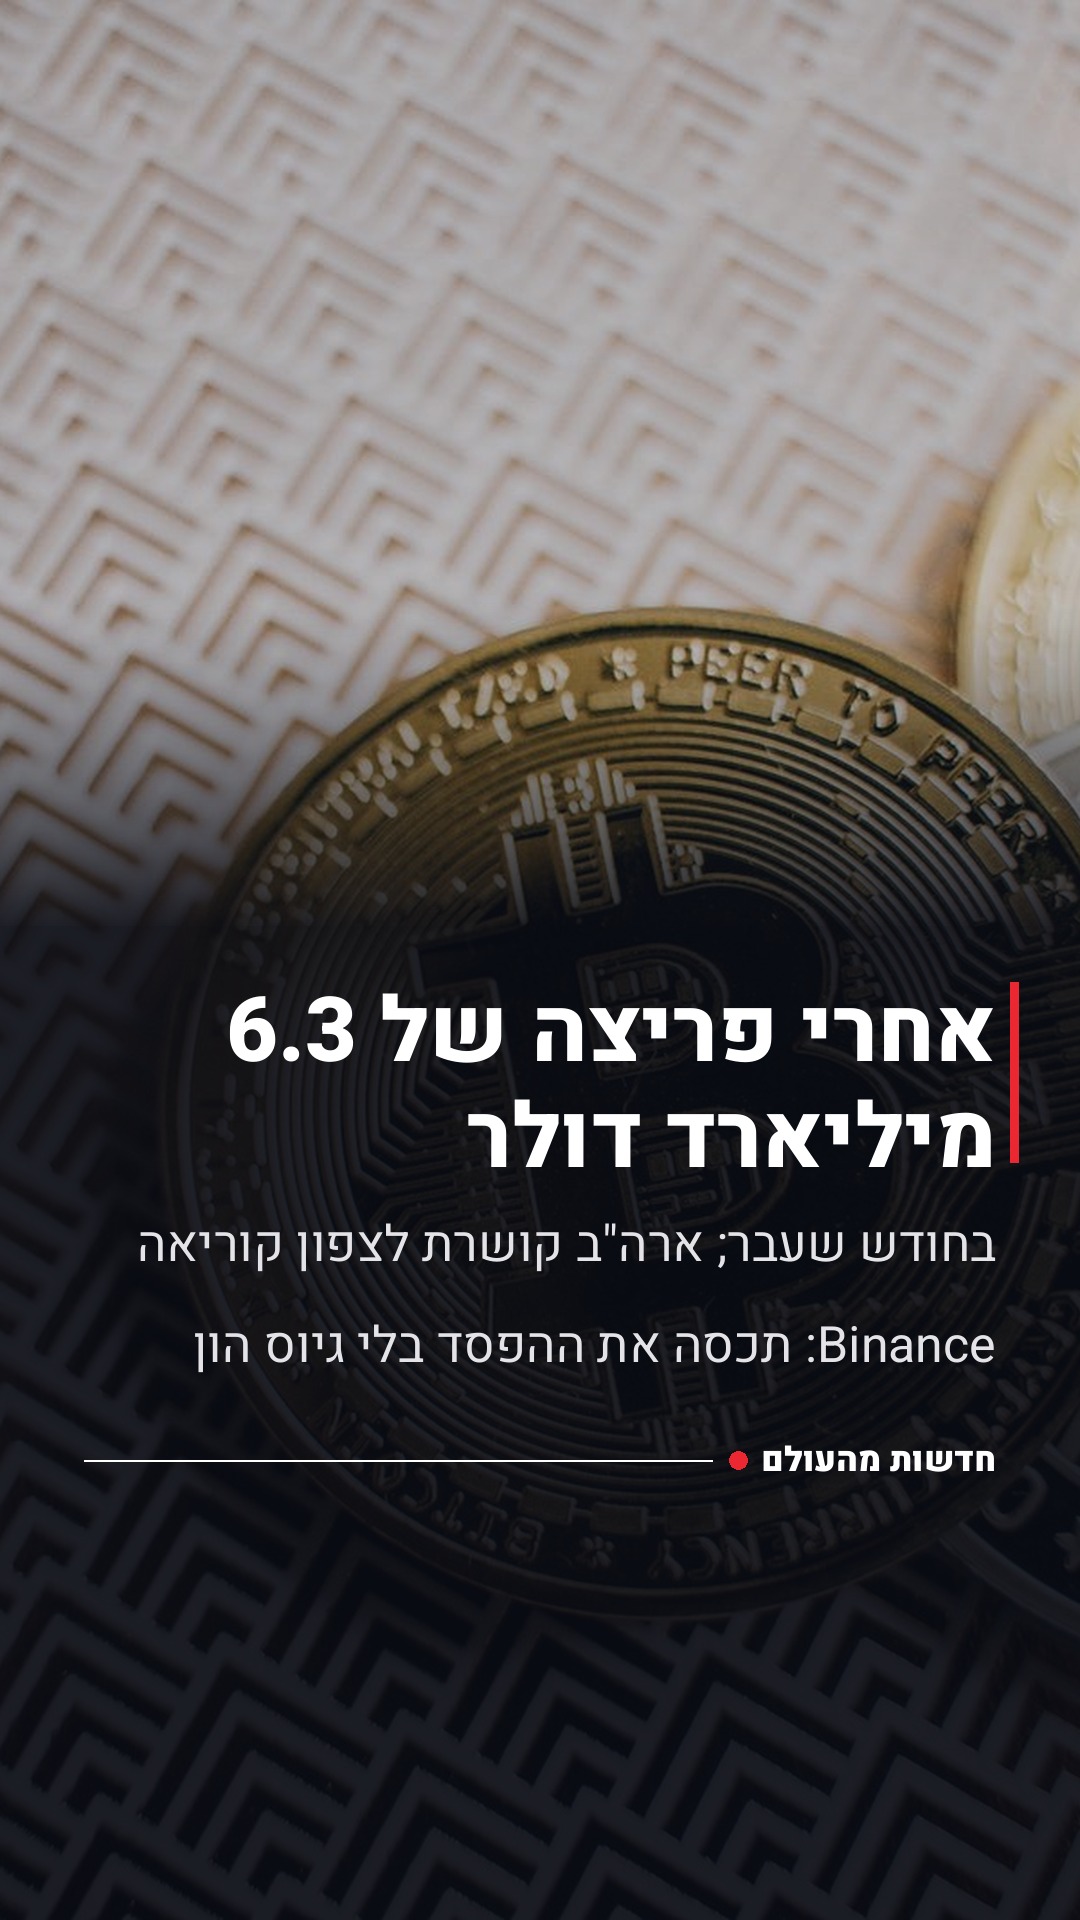 PEER TO PEER
אחרי פריצה של 6.3
מיליארד דולר
בחודש שעבר; ארה"ב קושרת לצפון קוריאה
Binance: תכסה את ההפסד בלי גיוס הון
חדשות מהעולם